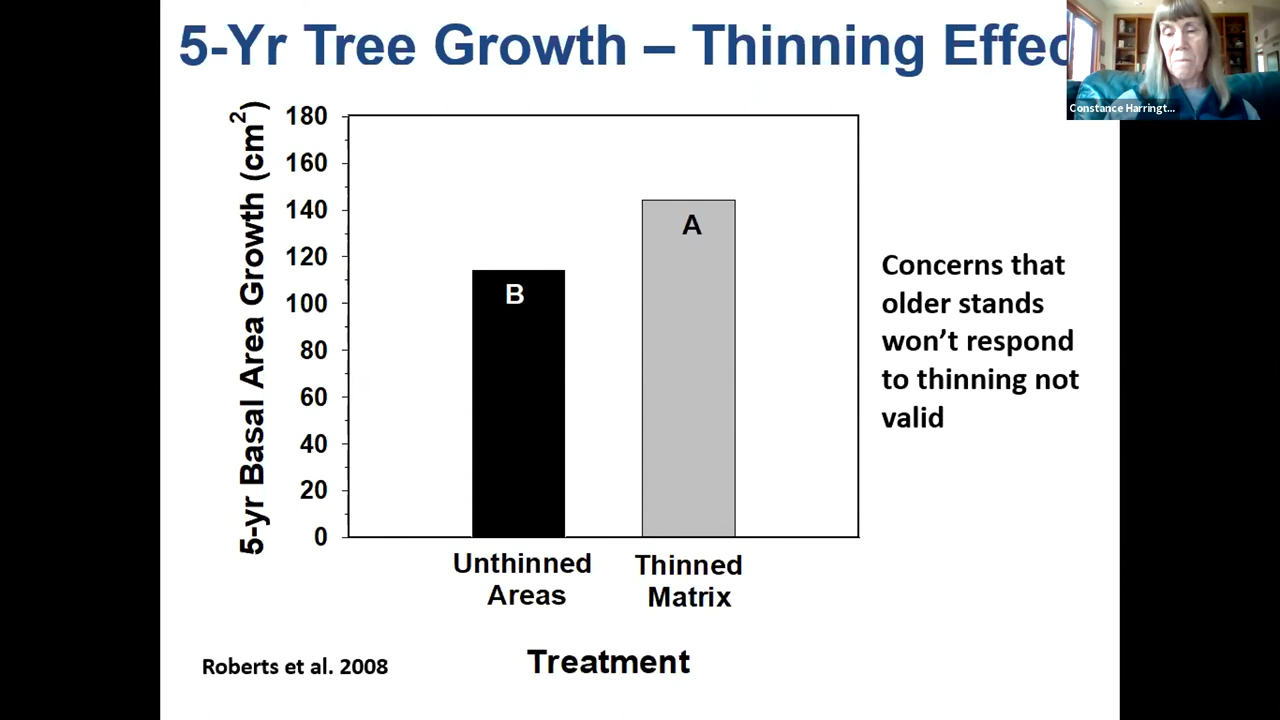 5-Yr Tree Growth – Thinning Effec
Constance Harringt...
5-yr Basal Area Growth (cm²)
180
160
140
120
100
80
60
40
20
0
B
A
Unthinned
Areas
Thinned
Matrix
Treatment
Concerns that
older stands
won't respond
to thinning not
valid
Roberts et al. 2008